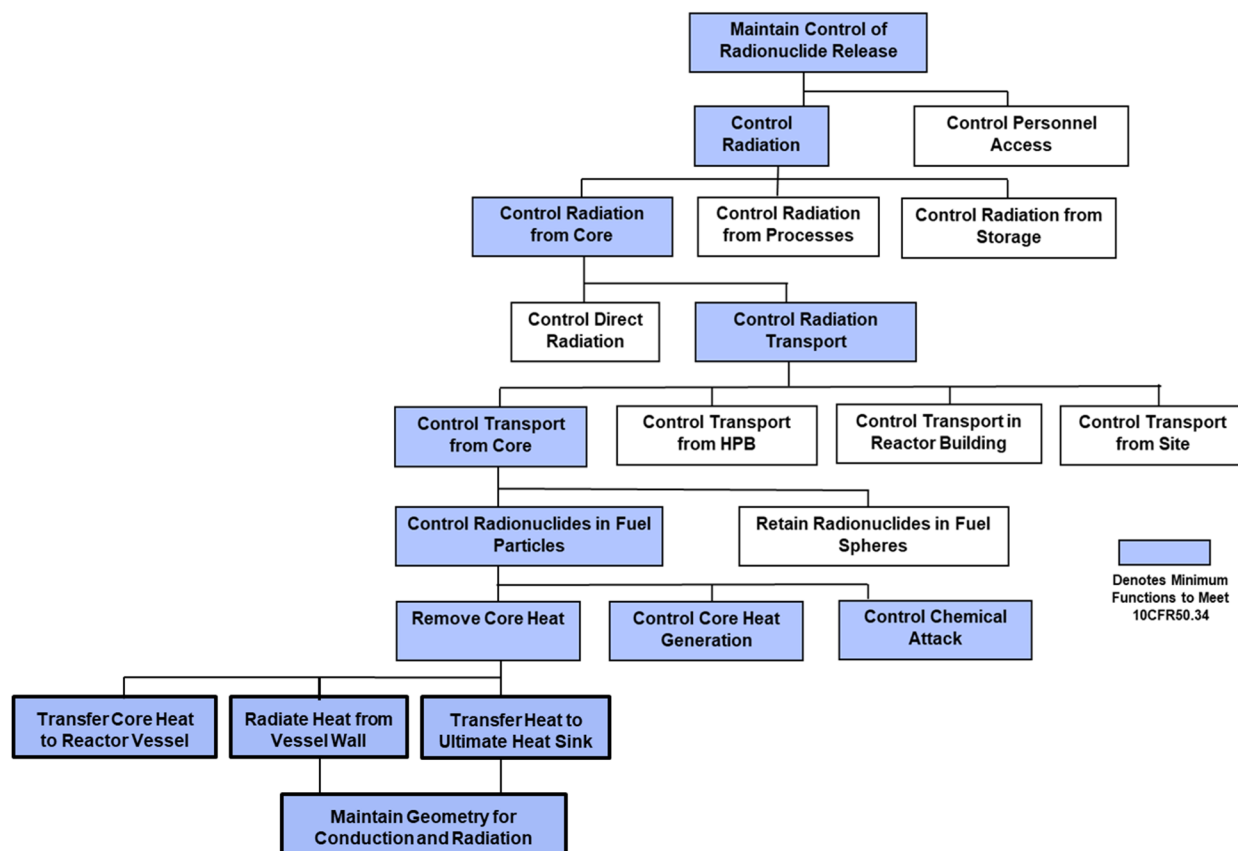 Maintain Control of
Radionuclide Release
Control
Radiation
Control Personnel
Access
Control Radiation
from Core
Control Radiation
from Processes
Control Radiation from
Storage
Control Direct
Radiation
Control Radiation
Transport
Control Transport
from Core
Control Transport
from HPB
Control Transport in
Reactor Building
Control Transport
from Site
Control Radionuclides in Fuel
Particles
Retain Radionuclides in Fuel
Spheres
Denotes Minimum
Functions to Meet
10CFR50.34
Remove Core Heat
Control Core Heat
Generation
Control Chemical
Attack
Transfer Core Heat
to Reactor Vessel
Radiate Heat from
Vessel Wall
Transfer Heat to
Ultimate Heat Sink
Maintain Geometry for
Conduction and Radiation